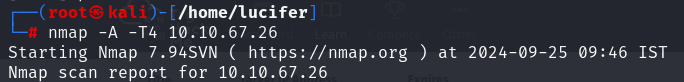 ┌──(root㉿kali)-[/home/lucifer]
└─# nmap -A -T4 10.10.67.26
Starting Nmap 7.94SVN ( https://nmap.org ) at 2024-09-25 09:46 IST
Nmap scan report for 10.10.67.26